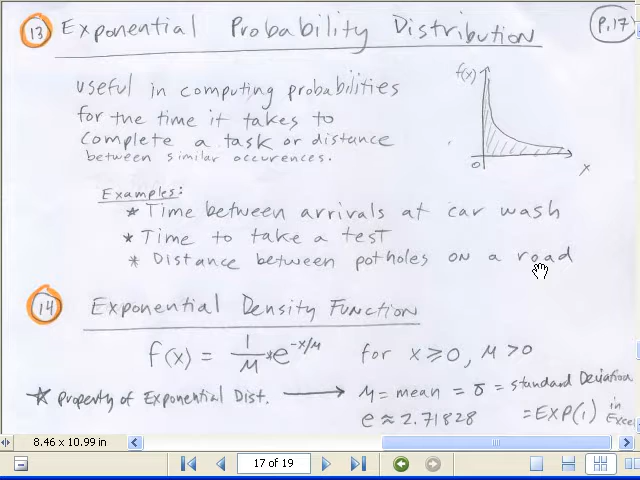 13 Exponential Probability Distribution P.17
useful in computing probabilities
for the time it takes to
complete a task or distance
between similar occurences.
f(x)
0
x
Examples:
* Time between arrivals at car wash
* Time to take a test
* Distance between potholes on a road
14 Exponential Density Function
f(x) = 1/μ * e^-x/μ for x ≥ 0, μ > 0
* Property of Exponential Dist. → μ = mean = σ = standard Deviation
e ≈ 2.71828 = EXP(1) in Excel
8.46 x 10.99 in
17 of 19